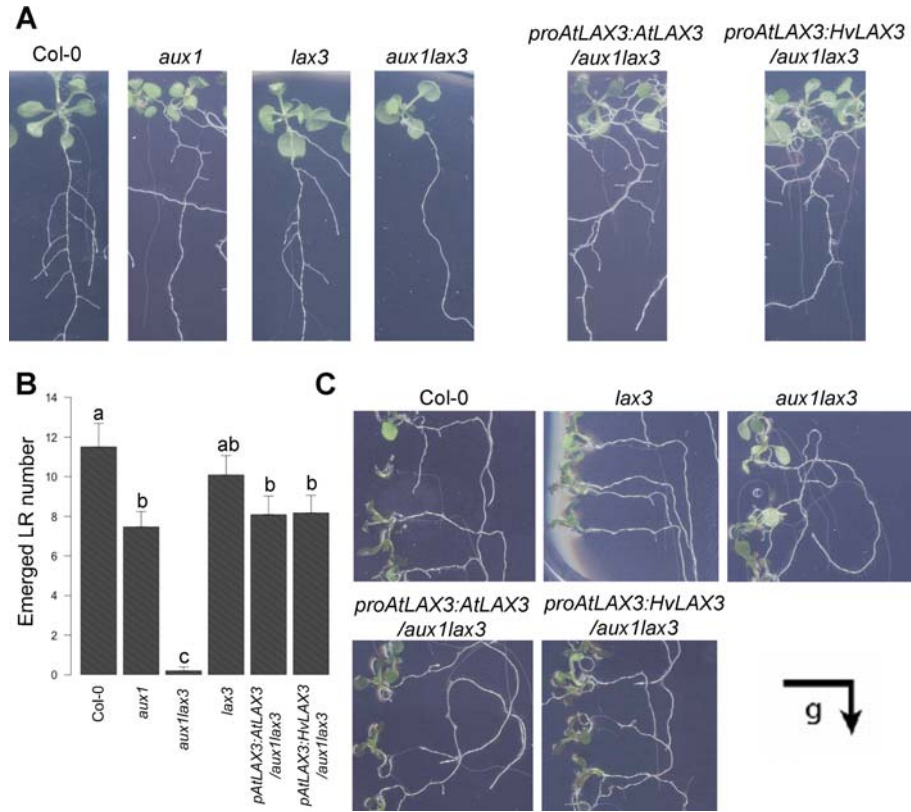 A
Col-0
aux1
lax3
aux1lax3
proAtLAX3:AtLAX3
/aux1lax3
proAtLAX3:HvLAX3
/aux1lax3
B
Emerged LR number
14
12
10
8
6
4
2
0
a
b
c
ab
b
b
Col-0
aux1
aux1lax3
lax3
pAtLAX3:AtLAX3
/aux1lax3
pAtLAX3:HvLAX3
/aux1lax3
C
Col-0
lax3
aux1lax3
proAtLAX3:AtLAX3
/aux1lax3
proAtLAX3:HvLAX3
/aux1lax3
g